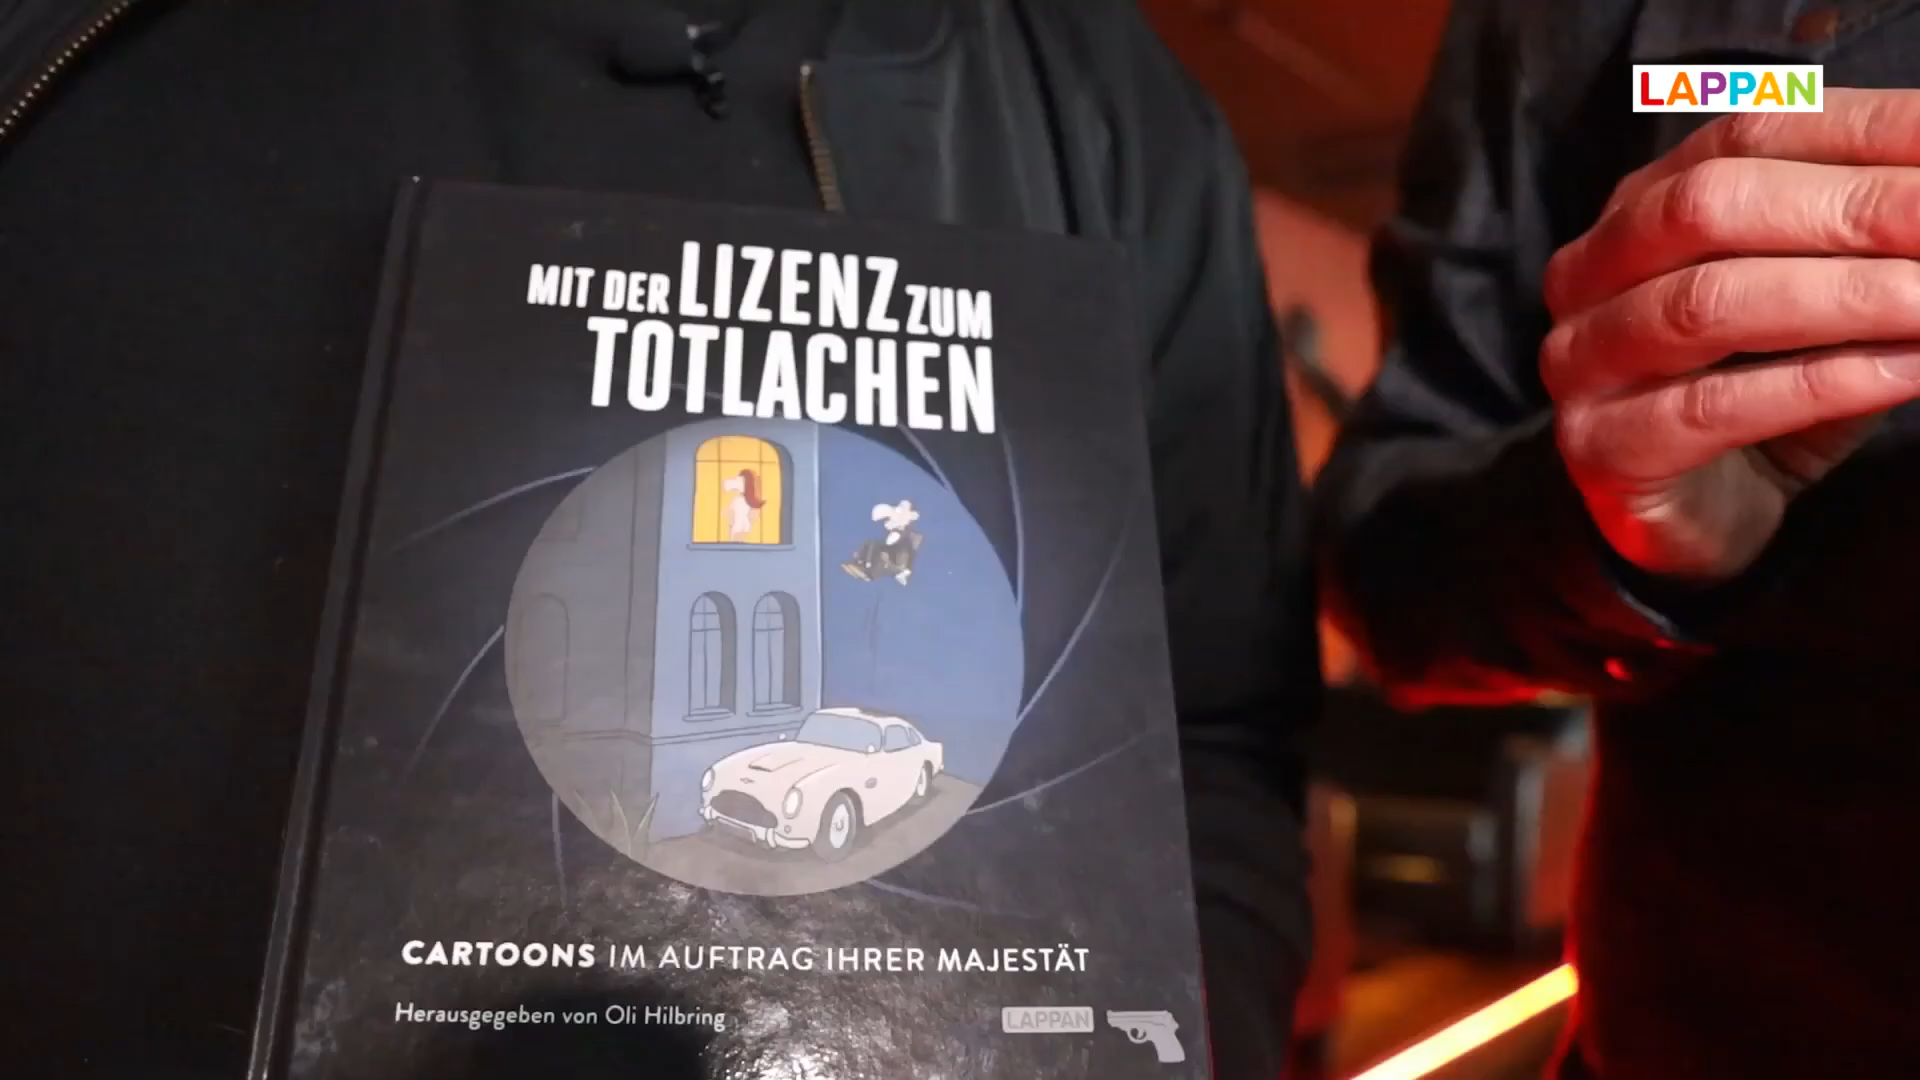 LAPPAN
MIT DER LIZENZ ZUM
TOTLACHEN
CARTOONS IM AUFTRAG IHRER MAJESTÄT
Herausgegeben von Oli Hilbring
LAPPAN